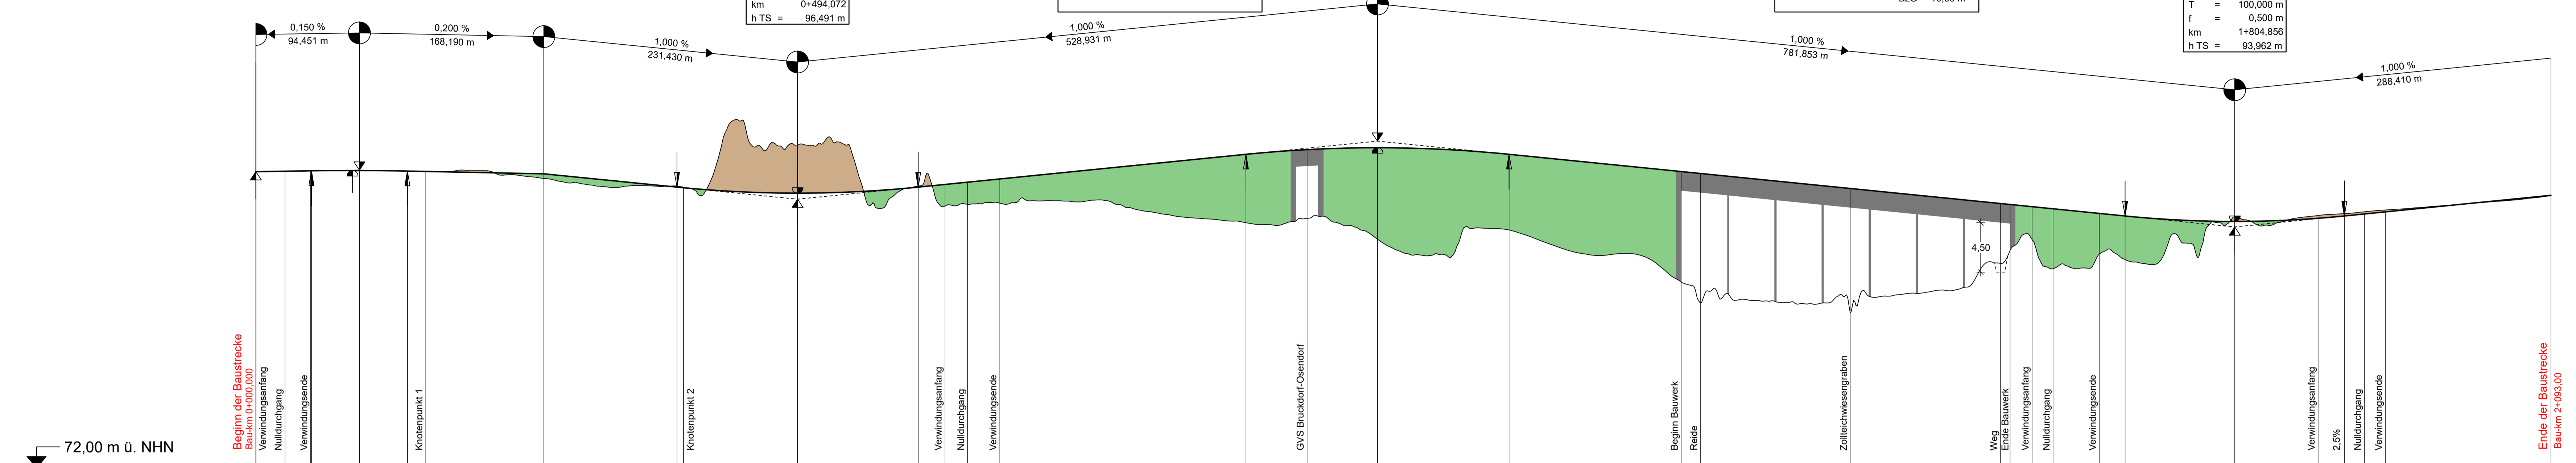 km 0+494,072
h TS = 96,491 m
T = 100,000 m
f = 0,500 m
km 1+804,856
h TS = 93,962 m
0,150 %
94,451 m
0,200 %
168,190 m
1,000 %
231,430 m
1,000 %
528,931 m
1,000 %
781,853 m
1,000 %
288,410 m
4,50
Beginn der Baustrecke
Bau-km 0+000,000
Verwindungsanfang
Nulldurchgang
Verwindungsende
Knotenpunkt 1
Knotenpunkt 2
Verwindungsanfang
Nulldurchgang
Verwindungsende
GVS Bruckdorf-Osendorf
Beginn Bauwerk
Reide
Zollteichwiesengraben
Weg
Ende Bauwerk
Verwindungsanfang
Nulldurchgang
Verwindungsende
Verwindungsanfang
2,5%
Nulldurchgang
Verwindungsende
Ende der Baustrecke
Bau-km 2+093,00
72,00 m ü. NHN